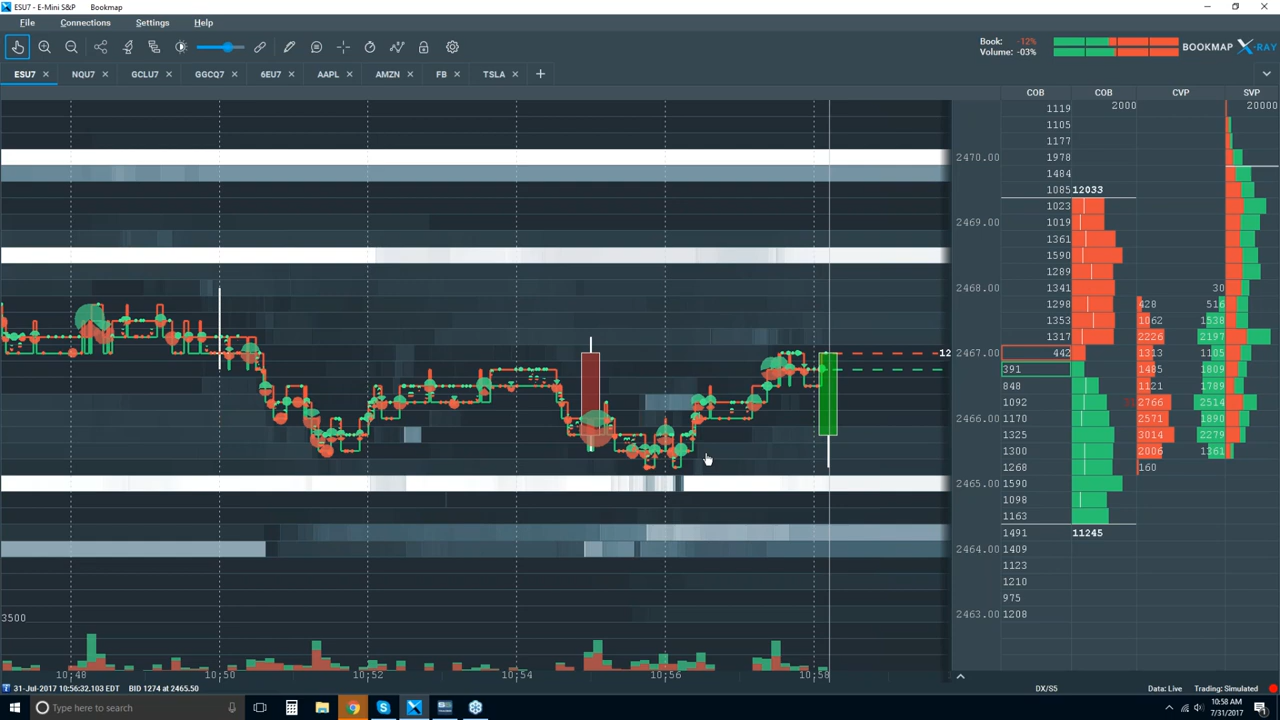 ESU7 - E-Mini S&P    Bookmap
File    Connections    Settings    Help
Book: -12%
Volume: -03%
BOOKMAP X-RAY
ESU7 × NQU7 × GCLU7 × GGCQ7 × 6EU7 × AAPL × AMZN × FB × TSLA × +
COB COB CVP SVP
1119 2000 20000
1105
1177
2470.00 1978
1484
1085 12033
1023
2469.00 1019
1361
1590
1289
2468.00 1341 30
1298 428 516
1353 1062 1538
1317 2226 2197
12 2467.00 442 1313 1105
391 1485 1809
848 1121 1789
1092 2766 2514
2466.00 1170 2571 1890
1325 3014 2279
1300 2006 1361
1268 160
2465.00 1590
1098
1163
1491 11245
2464.00 1409
1123
1210
975
2463.00 1208
3500
10:48 10:50 10:52 10:54 10:56 10:58
31-Jul-2017 10:56:32.103 EDT    BID 1274 at 2465.50    DX/S5    Data: Live    Trading: Simulated
Type here to search
10:58 AM
7/31/2017
1